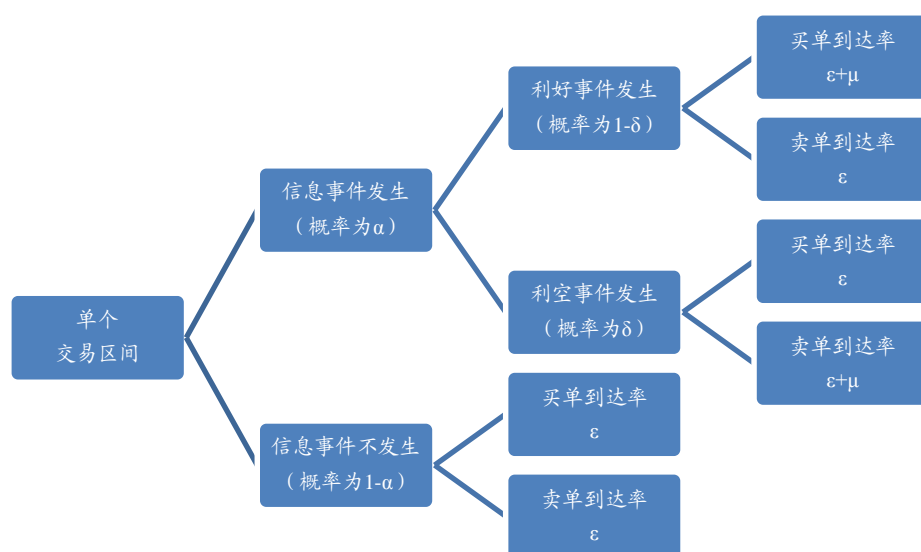 买单到达率
ε+μ
利好事件发生
（概率为1-δ）
卖单到达率
ε
信息事件发生
（概率为α）
买单到达率
ε
利空事件发生
（概率为δ）
卖单到达率
ε+μ
单个
交易区间
买单到达率
ε
信息事件不发生
（概率为1-α）
卖单到达率
ε